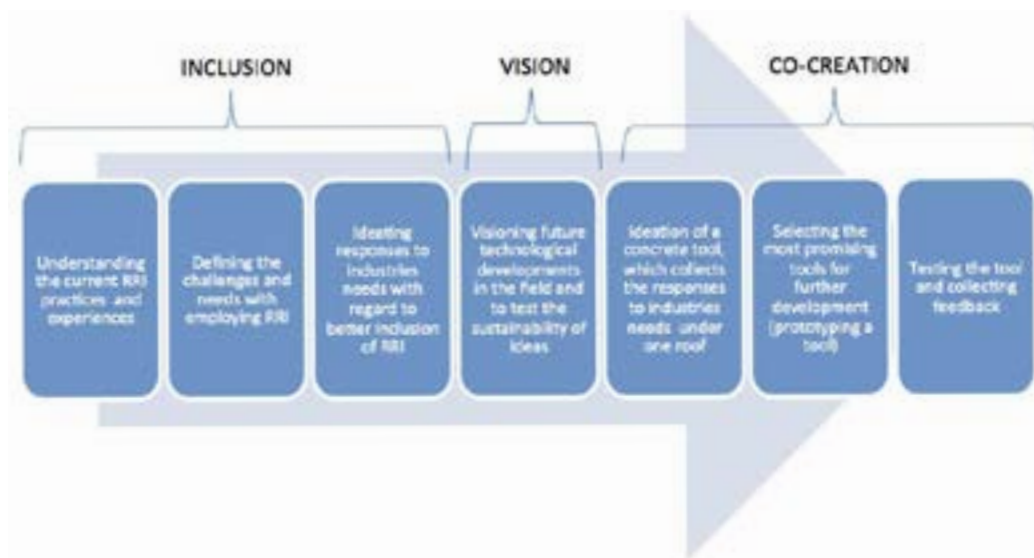 INCLUSION
VISION
CO-CREATION
Understanding
the current RRI
practices and
experiences
Defining the
challenges and
needs with
employing RRI
Ideating
responses to
industries
needs with
regard to
better inclusion
of RRI
Visioning future
technological
developments
in the field and
to test the
sustainability of
ideas
Ideation of a
concrete tool,
which collects
the responses
to industries
needs under
one roof
Selecting the
most promising
tools for
further
development
(prototyping a
tool)
Testing the tool
and collecting
feedback